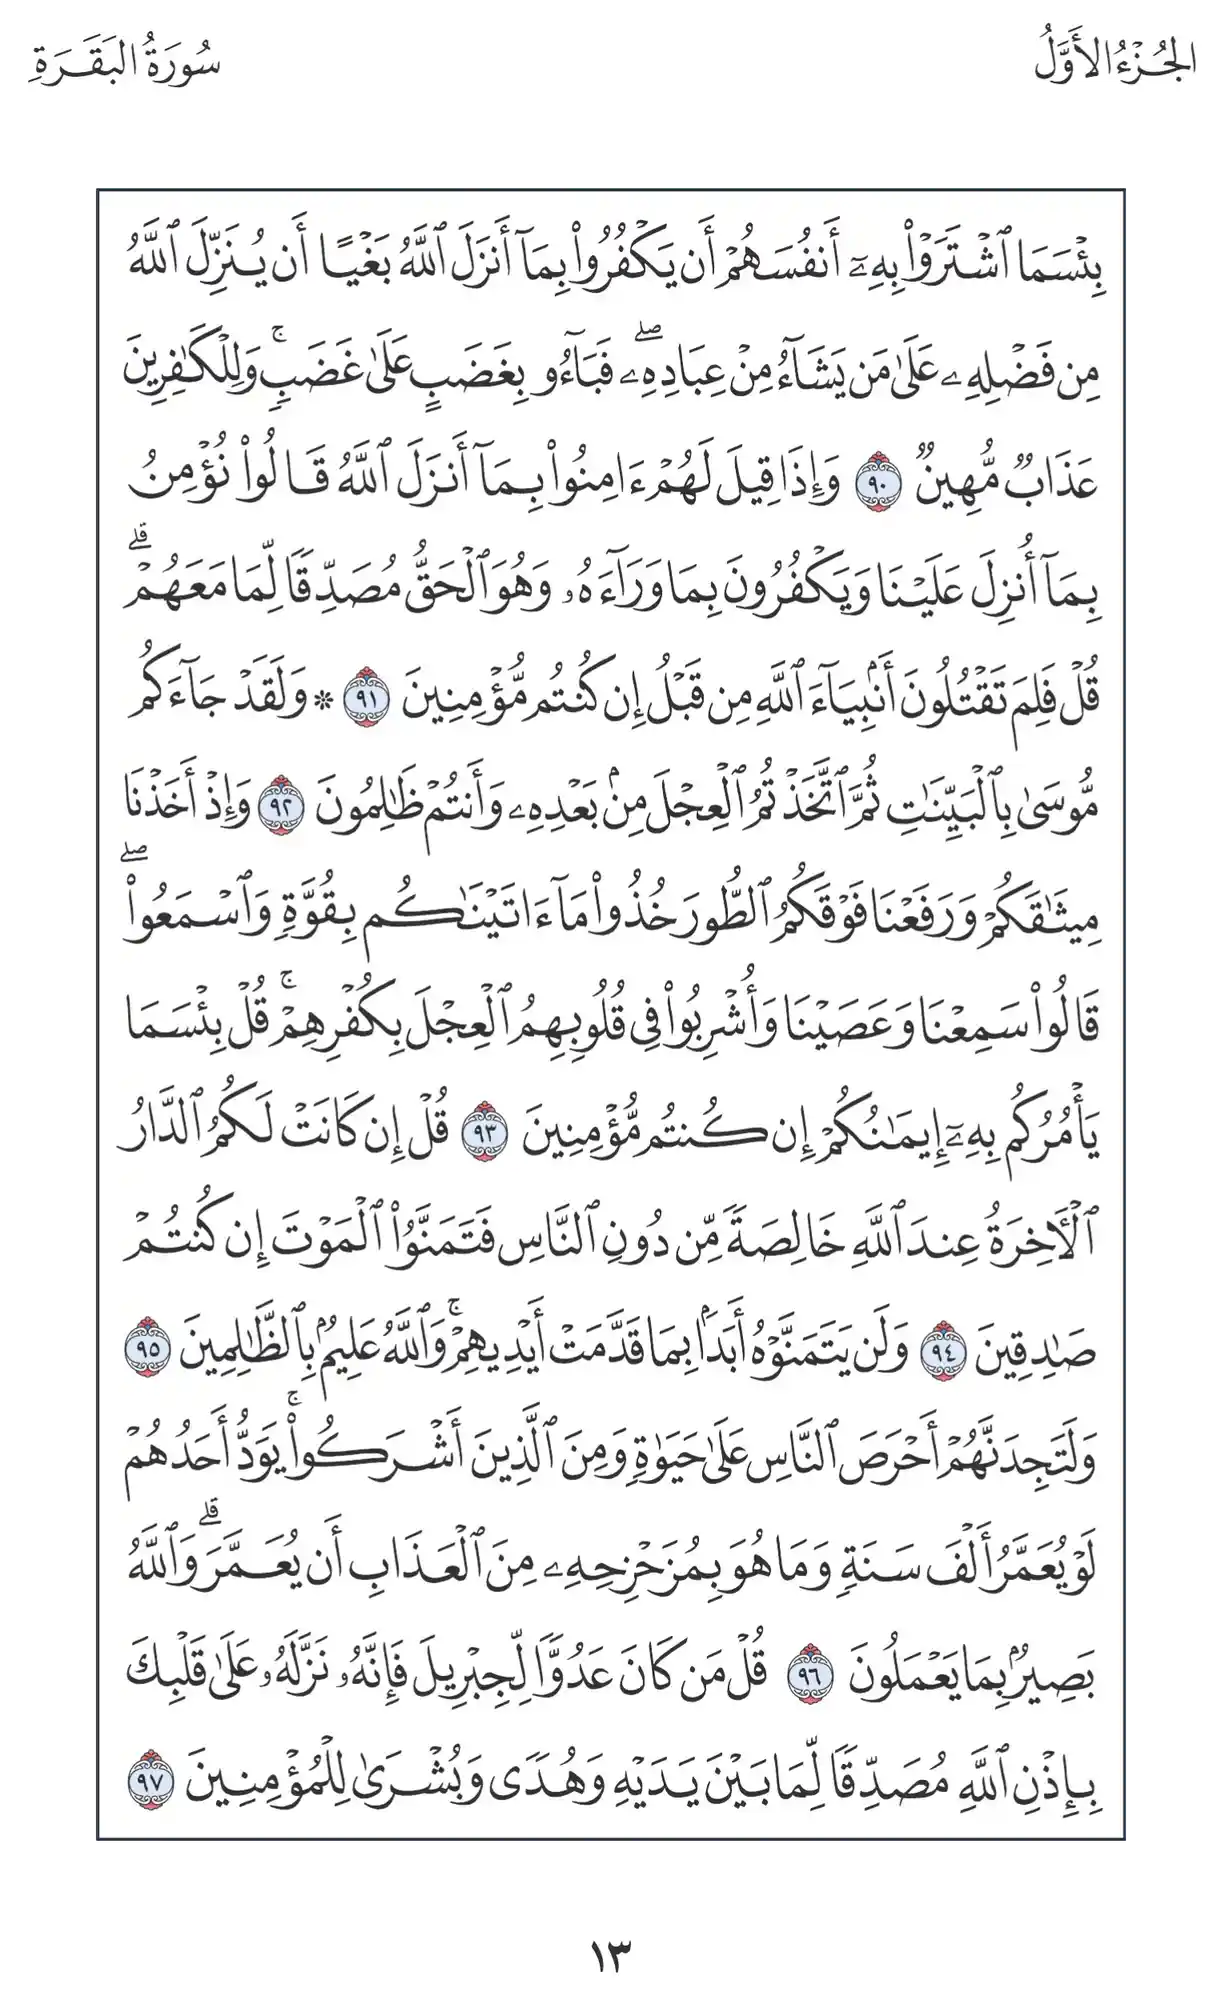 الجُزْءُ الأَوَّلُ
سُورَةُ البَقَرَةِ
بِئْسَمَا ٱشْتَرَوْا۟ بِهِۦٓ أَنفُسَهُمْ أَن يَكْفُرُوا۟ بِمَآ أَنزَلَ ٱللَّهُ بَغْيًا أَن يُنَزِّلَ ٱللَّهُ
مِن فَضْلِهِۦ عَلَىٰ مَن يَشَآءُ مِنْ عِبَادِهِۦ ۖ فَبَآءُو بِغَضَبٍ عَلَىٰ غَضَبٍ ۚ وَلِلْكَـٰفِرِينَ
عَذَابٌ مُّهِينٌ ٩٠ وَإِذَا قِيلَ لَهُمْ ءَامِنُوا۟ بِمَآ أَنزَلَ ٱللَّهُ قَالُوا۟ نُؤْمِنُ
بِمَآ أُنزِلَ عَلَيْنَا وَيَكْفُرُونَ بِمَا وَرَآءَهُۥ وَهُوَ ٱلْحَقُّ مُصَدِّقًا لِّمَا مَعَهُمْ ۗ
قُلْ فَلِمَ تَقْتُلُونَ أَنۢبِيَآءَ ٱللَّهِ مِن قَبْلُ إِن كُنتُم مُّؤْمِنِينَ ٩١ * وَلَقَدْ جَآءَكُم
مُّوسَىٰ بِٱلْبَيِّنَـٰتِ ثُمَّ ٱتَّخَذْتُمُ ٱلْعِجْلَ مِنۢ بَعْدِهِۦ وَأَنتُمْ ظَـٰلِمُونَ ٩٢ وَإِذْ أَخَذْنَا
مِيثَـٰقَكُمْ وَرَفَعْنَا فَوْقَكُمُ ٱلطُّورَ خُذُوا۟ مَآ ءَاتَيْنَـٰكُم بِقُوَّةٍ وَٱسْمَعُوا۟ ۖ
قَالُوا۟ سَمِعْنَا وَعَصَيْنَا وَأُشْرِبُوا۟ فِى قُلُوبِهِمُ ٱلْعِجْلَ بِكُفْرِهِمْ ۚ قُلْ بِئْسَمَا
يَأْمُرُكُم بِهِۦٓ إِيمَـٰنُكُمْ إِن كُنتُم مُّؤْمِنِينَ ٩٣ قُلْ إِن كَانَتْ لَكُمُ ٱلدَّارُ
ٱلْـَٔاخِرَةُ عِندَ ٱللَّهِ خَالِصَةً مِّن دُونِ ٱلنَّاسِ فَتَمَنَّوُا۟ ٱلْمَوْتَ إِن كُنتُمْ
صَـٰدِقِينَ ٩٤ وَلَن يَتَمَنَّوْهُ أَبَدًۢا بِمَا قَدَّمَتْ أَيْدِيهِمْ ۚ وَٱللَّهُ عَلِيمٌۢ بِٱلظَّـٰلِمِينَ ٩٥
وَلَتَجِدَنَّهُمْ أَحْرَصَ ٱلنَّاسِ عَلَىٰ حَيَوٰةٍ وَمِنَ ٱلَّذِينَ أَشْرَكُوا۟ ۚ يَوَدُّ أَحَدُهُمْ
لَوْ يُعَمَّرُ أَلْفَ سَنَةٍ وَمَا هُوَ بِمُزَحْزِحِهِۦ مِنَ ٱلْعَذَابِ أَن يُعَمَّرَ ۗ وَٱللَّهُ
بَصِيرٌۢ بِمَا يَعْمَلُونَ ٩٦ قُلْ مَن كَانَ عَدُوًّا لِّجِبْرِيلَ فَإِنَّهُۥ نَزَّلَهُۥ عَلَىٰ قَلْبِكَ
بِإِذْنِ ٱللَّهِ مُصَدِّقًا لِّمَا بَيْنَ يَدَيْهِ وَهُدًى وَبُشْرَىٰ لِلْمُؤْمِنِينَ ٩٧
١٣